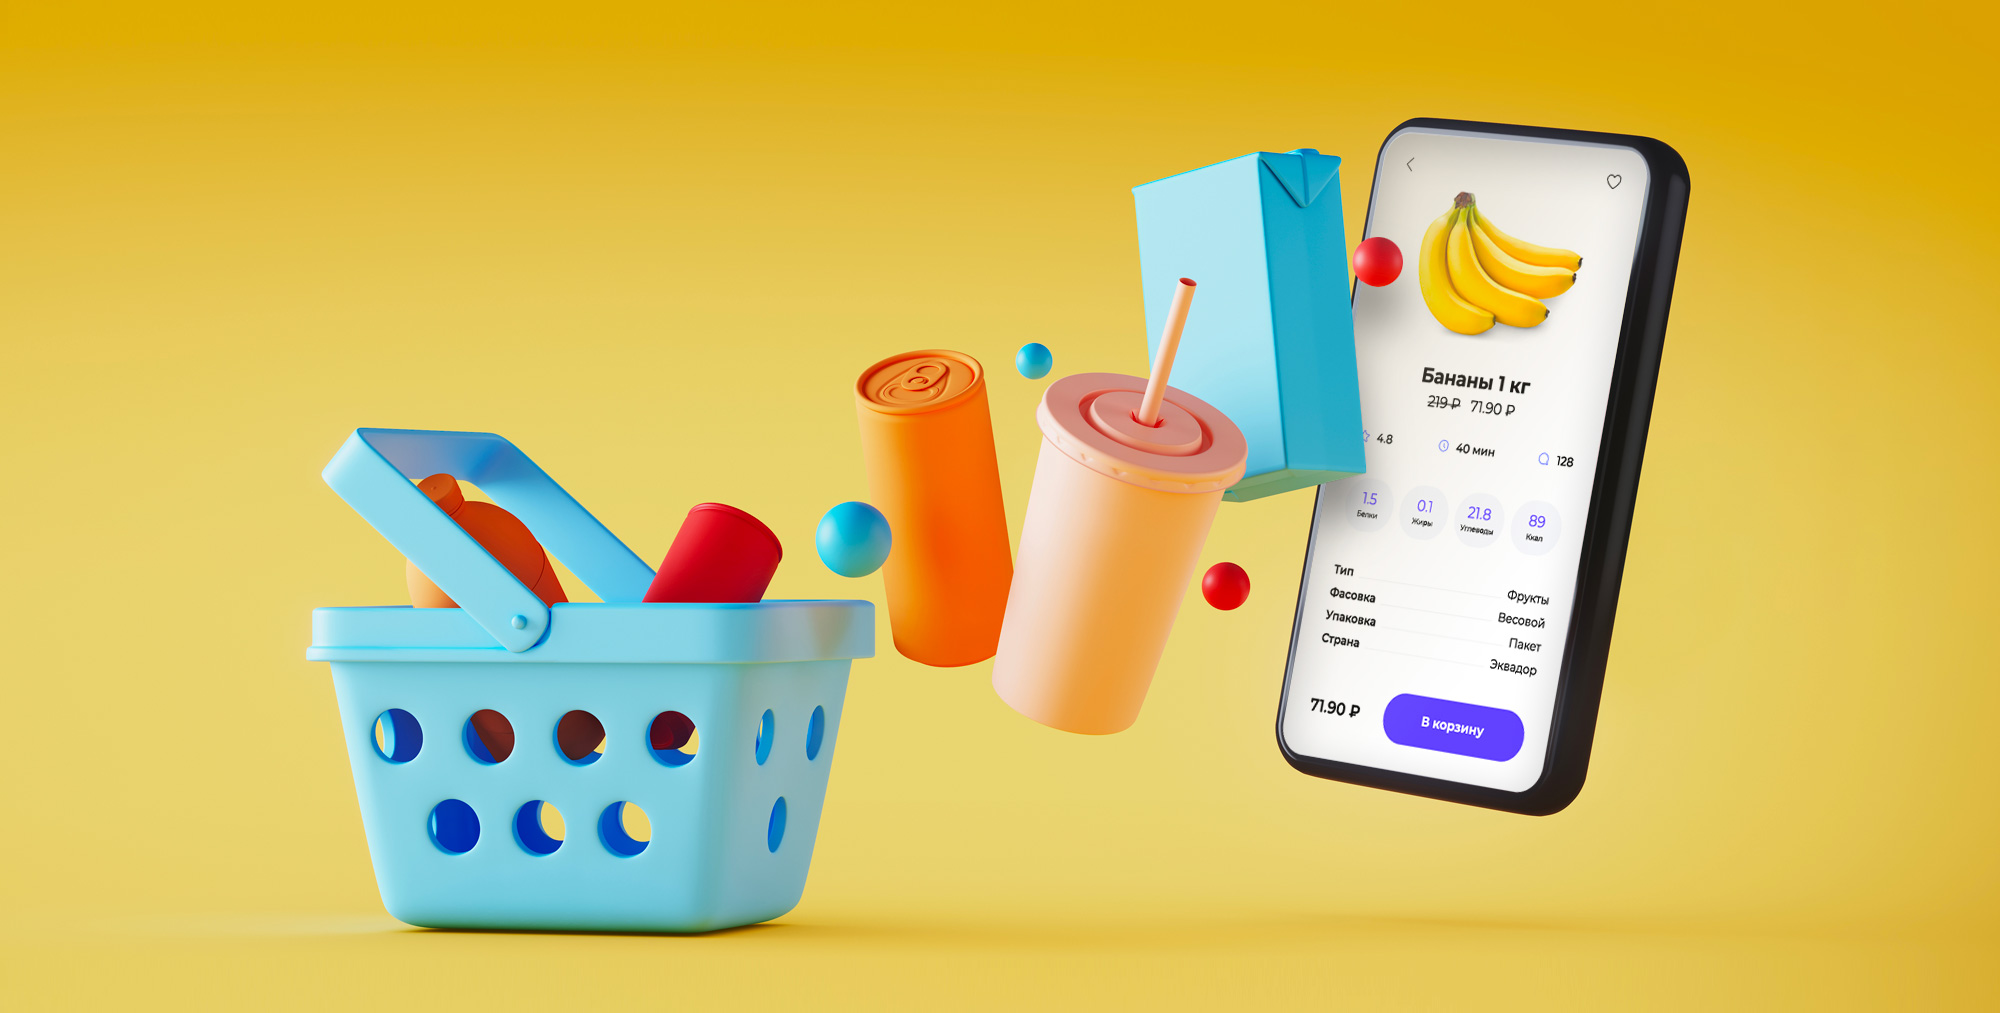 Бананы 1 кг
219 ₽ 71.90 ₽
4.8 40 мин 128
1.5 0.1 21.8 89
Белки Жиры Углеводы Ккал
Тип Фрукты
Фасовка Весовой
Упаковка Пакет
Страна Эквадор
71.90 ₽ В корзину